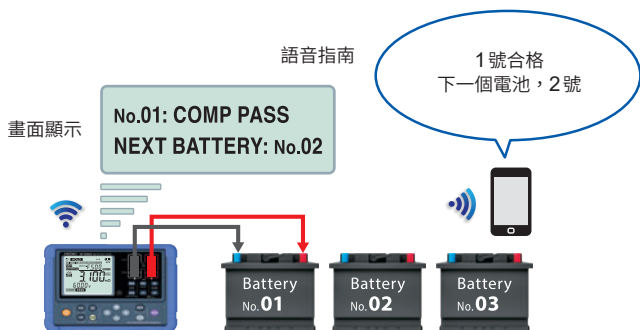 語音指南
1號合格
下一個電池，2號
畫面顯示
No.01: COMP PASS
NEXT BATTERY: No.02
Battery
No.01
Battery
No.02
Battery
No.03